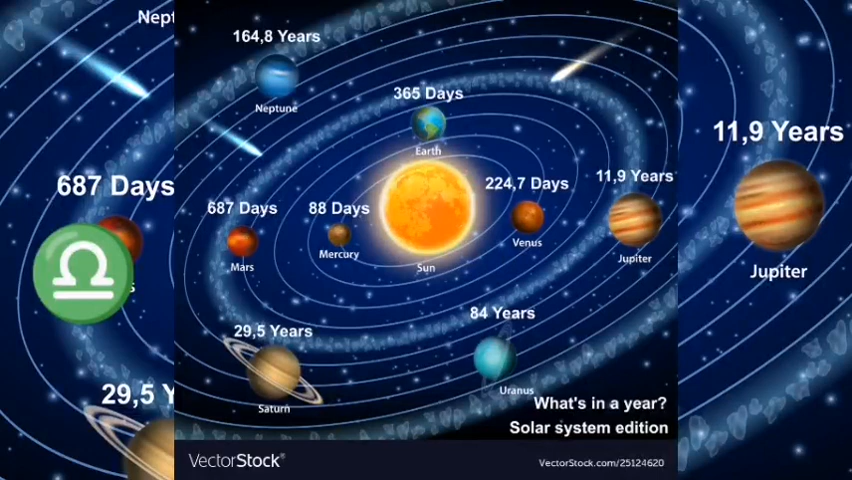 Nept
164,8 Years
Neptune
365 Days
Earth
11,9 Years
687 Days
224,7 Days
11,9 Years
687 Days
88 Days
Mars
Mercury
Sun
Venus
Jupiter
Jupiter
s
84 Years
29,5 Years
Uranus
Saturn
29,5 Y
What's in a year?
Solar system edition
VectorStock®
VectorStock.com/25124620